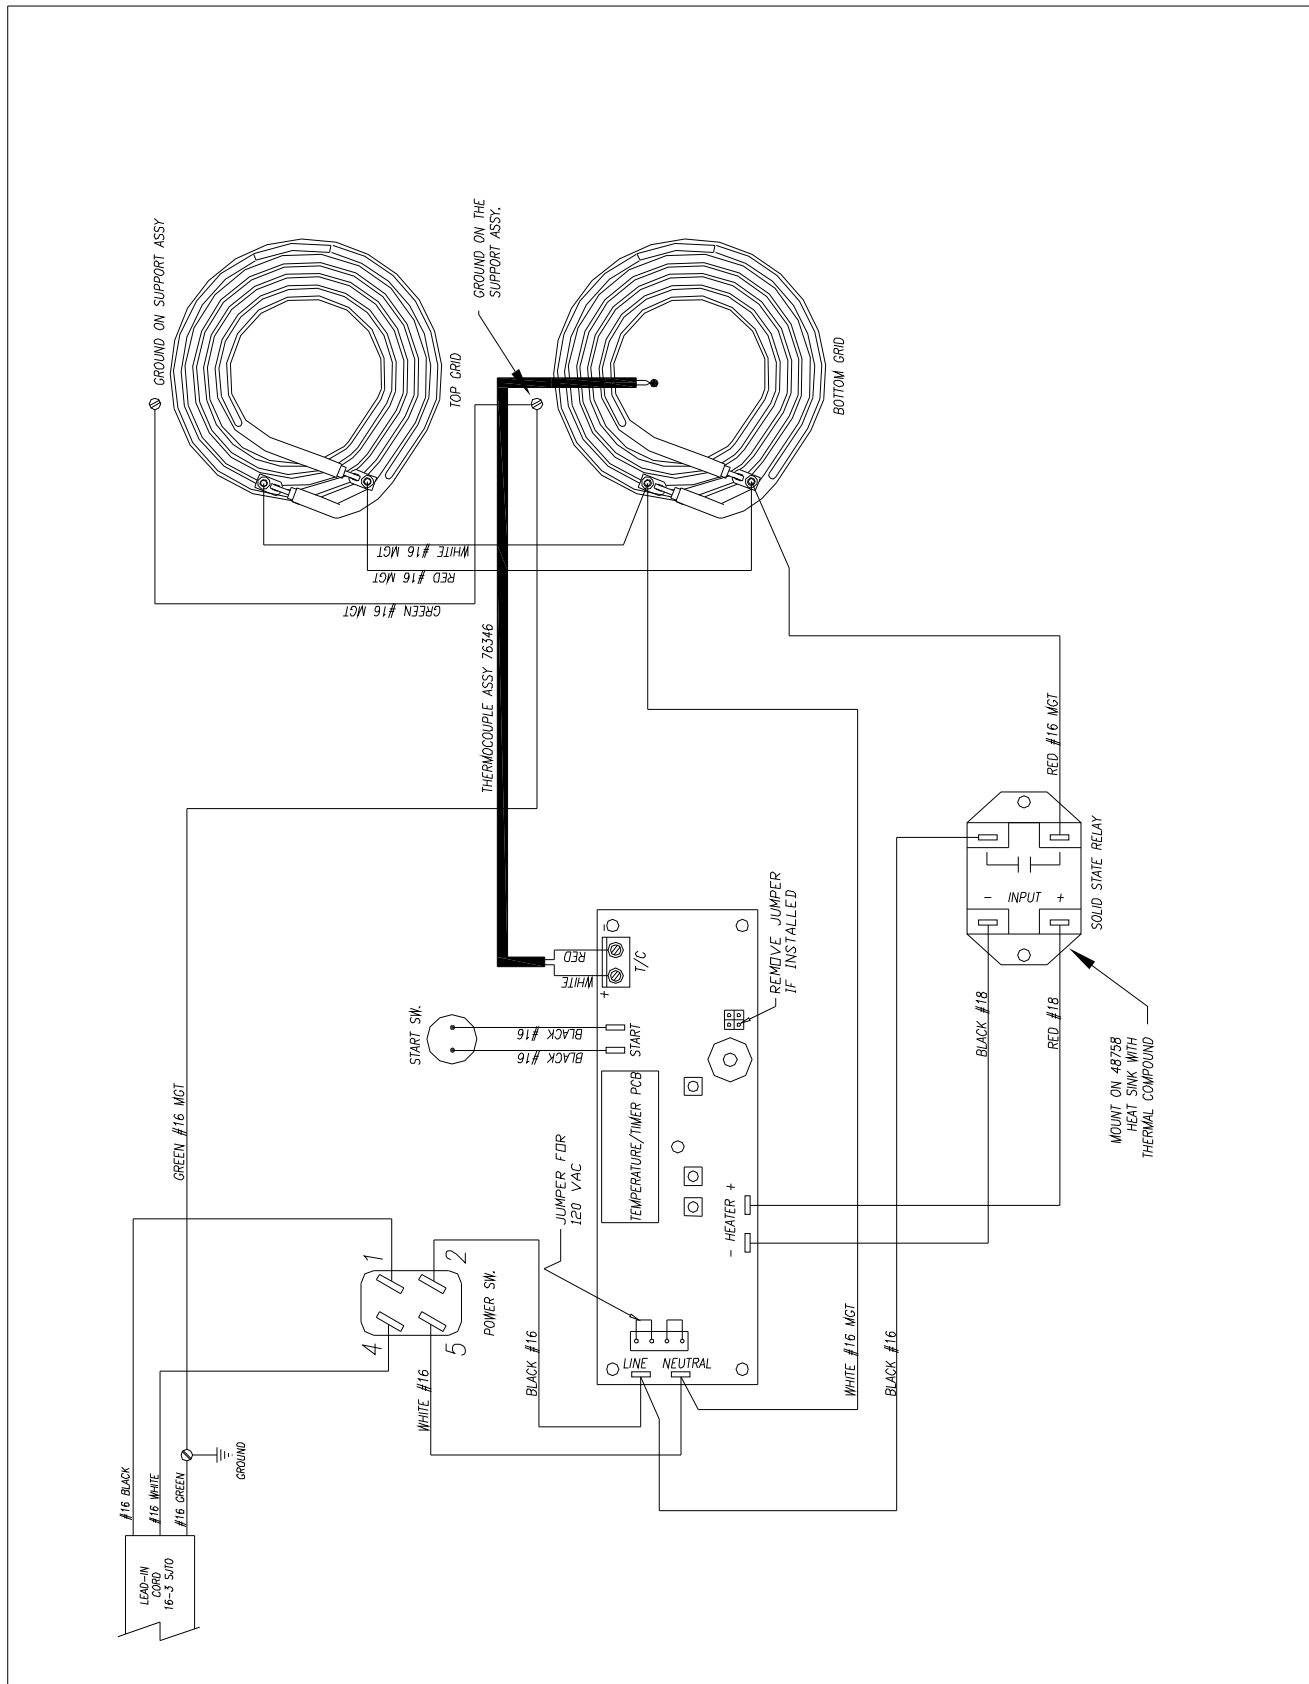 GROUND ON SUPPORT ASSY
TOP GRID
GROUND ON THE
SUPPORT ASSY.
BOTTOM GRID
WHITE #16 MGT
RED #16 MGT
GREEN #16 MGT
THERMOCOUPLE ASSY 76346
RED #16 MGT
SOLID STATE RELAY
- INPUT +
MOUNT ON 48758
HEAT SINK WITH
THERMAL COMPOUND
BLACK #18
RED #18
REMOVE JUMPER
IF INSTALLED
-
T/C
+
RED
WHITE
START SW.
BLACK #16
BLACK #16
START
TEMPERATURE/TIMER PCB
JUMPER FOR
120 VAC
- HEATER +
GREEN #16 MGT
1
2
4
5
POWER SW.
WHITE #16
BLACK #16
LINE
NEUTRAL
WHITE #16 MGT
BLACK #16
#16 BLACK
#16 WHITE
#16 GREEN
GROUND
LEAD-IN
CORD
16-3 SJTO